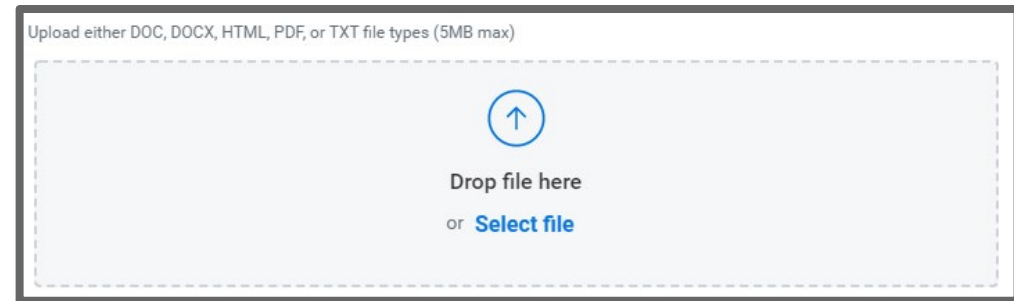 Upload either DOC, DOCX, HTML, PDF, or TXT file types (5MB max)
Drop file here
or Select file